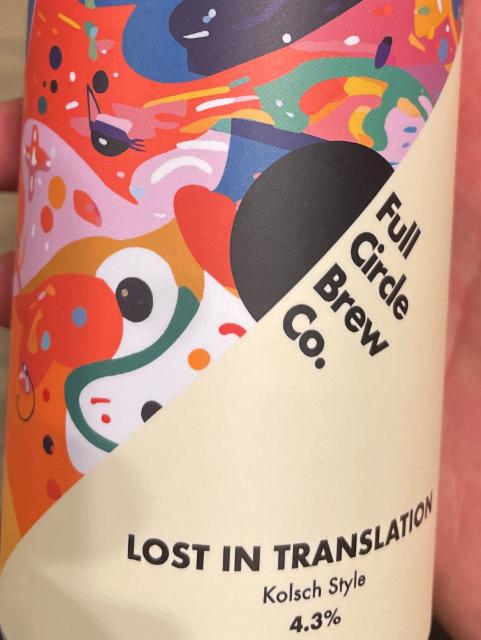 Full
Circle
Brew
Co.
LOST IN TRANSLATION
Kolsch Style
4.3%